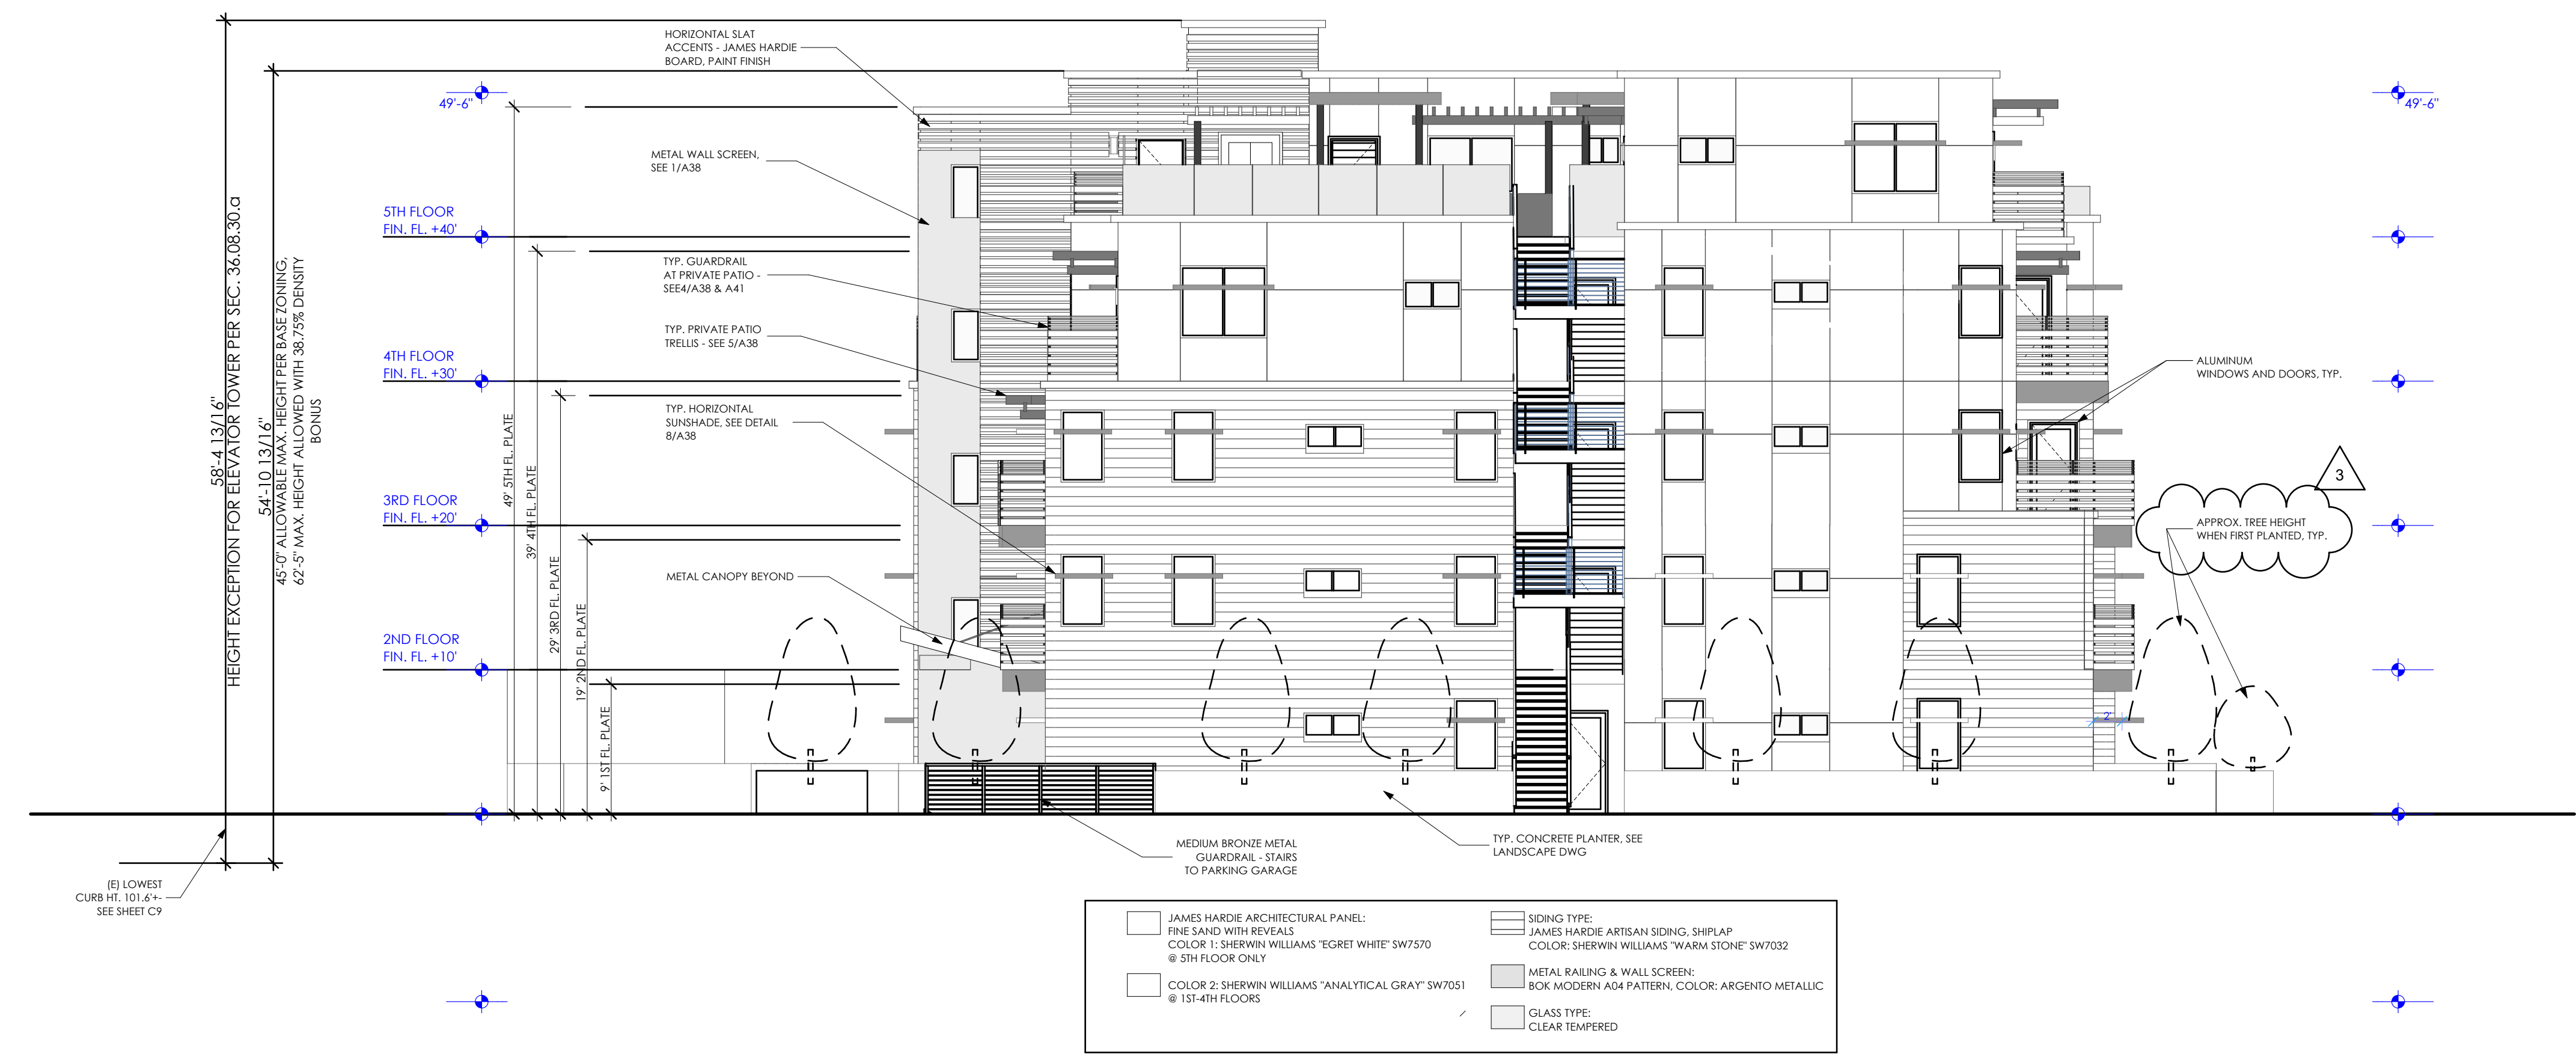 HORIZONTAL SLAT
ACCENTS - JAMES HARDIE
BOARD, PAINT FINISH
49'-6"
49'-6"
METAL WALL SCREEN,
SEE 1/A38
5TH FLOOR
FIN. FL. +40'
TYP. GUARDRAIL
AT PRIVATE PATIO -
SEE4/A38 & A41
TYP. PRIVATE PATIO
TRELLIS - SEE 5/A38
4TH FLOOR
FIN. FL. +30'
ALUMINUM
WINDOWS AND DOORS, TYP.
TYP. HORIZONTAL
SUNSHADE, SEE DETAIL
8/A38
3RD FLOOR
FIN. FL. +20'
3
APPROX. TREE HEIGHT
WHEN FIRST PLANTED, TYP.
METAL CANOPY BEYOND
2ND FLOOR
FIN. FL. +10'
58'-4 13/16"
HEIGHT EXCEPTION FOR ELEVATOR TOWER PER SEC. 36.08.30.a
54'-10 13/16"
45'-0" ALLOWABLE MAX. HEIGHT PER BASE ZONING,
62'-5" MAX. HEIGHT ALLOWED WITH 38.75% DENSITY
BONUS
49' 5TH FL. PLATE
39' 4TH FL. PLATE
29' 3RD FL. PLATE
19' 2ND FL. PLATE
9' 1ST FL. PLATE
2'
MEDIUM BRONZE METAL
GUARDRAIL - STAIRS
TO PARKING GARAGE
TYP. CONCRETE PLANTER, SEE
LANDSCAPE DWG
(E) LOWEST
CURB HT. 101.6'+-
SEE SHEET C9
JAMES HARDIE ARCHITECTURAL PANEL:
FINE SAND WITH REVEALS
COLOR 1: SHERWIN WILLIAMS "EGRET WHITE" SW7570
@ 5TH FLOOR ONLY
COLOR 2: SHERWIN WILLIAMS "ANALYTICAL GRAY" SW7051
@ 1ST-4TH FLOORS
SIDING TYPE:
JAMES HARDIE ARTISAN SIDING, SHIPLAP
COLOR: SHERWIN WILLIAMS "WARM STONE" SW7032
METAL RAILING & WALL SCREEN:
BOK MODERN A04 PATTERN, COLOR: ARGENTO METALLIC
GLASS TYPE:
CLEAR TEMPERED